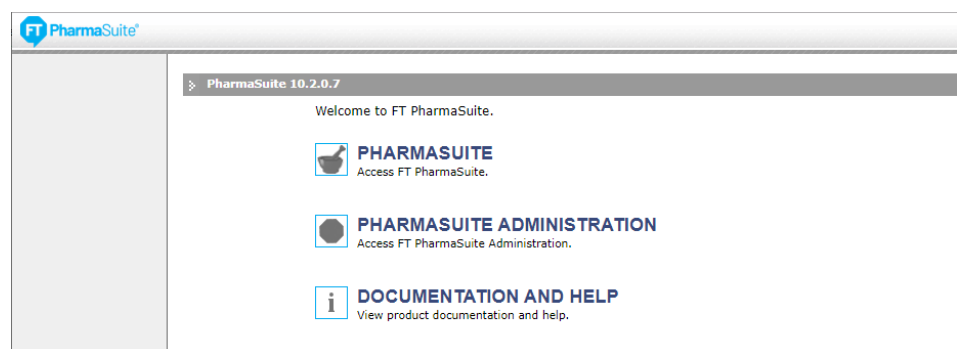 FT PharmaSuite®
PharmaSuite 10.2.0.7
Welcome to FT PharmaSuite.
PHARMASUITE
Access FT PharmaSuite.
PHARMASUITE ADMINISTRATION
Access FT PharmaSuite Administration.
i DOCUMENTATION AND HELP
View product documentation and help.